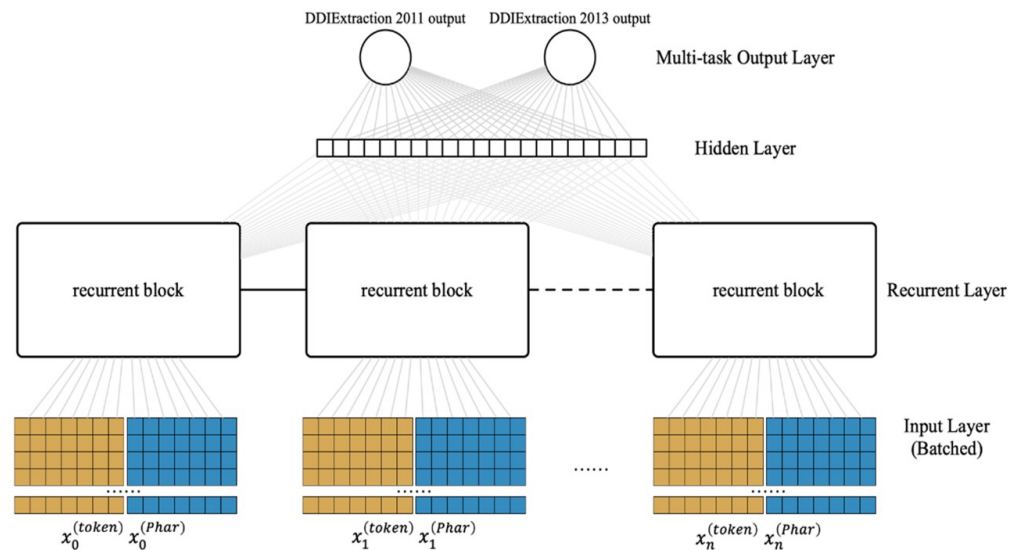 DDIExtraction 2011 output DDIExtraction 2013 output
Multi-task Output Layer
Hidden Layer
recurrent block recurrent block recurrent block Recurrent Layer
Input Layer
(Batched)
......
...... ...... ......
x_0^{(token)} x_0^{(Phar)} x_1^{(token)} x_1^{(Phar)} x_n^{(token)} x_n^{(Phar)}